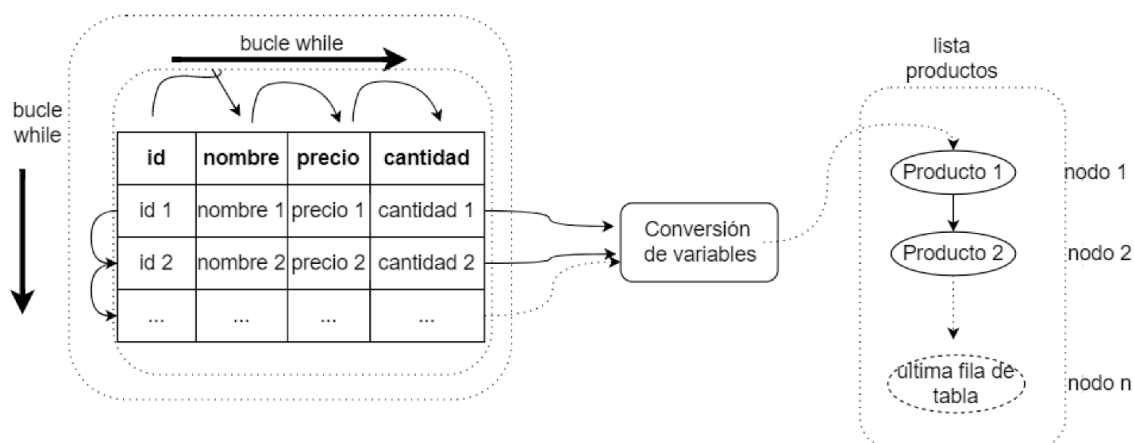 bucle while
bucle
while
id nombre precio cantidad
id 1 nombre 1 precio 1 cantidad 1
id 2 nombre 2 precio 2 cantidad 2
... ... ... ...
Conversión
de variables
lista
productos
Producto 1 nodo 1
Producto 2 nodo 2
última fila de
tabla
nodo n